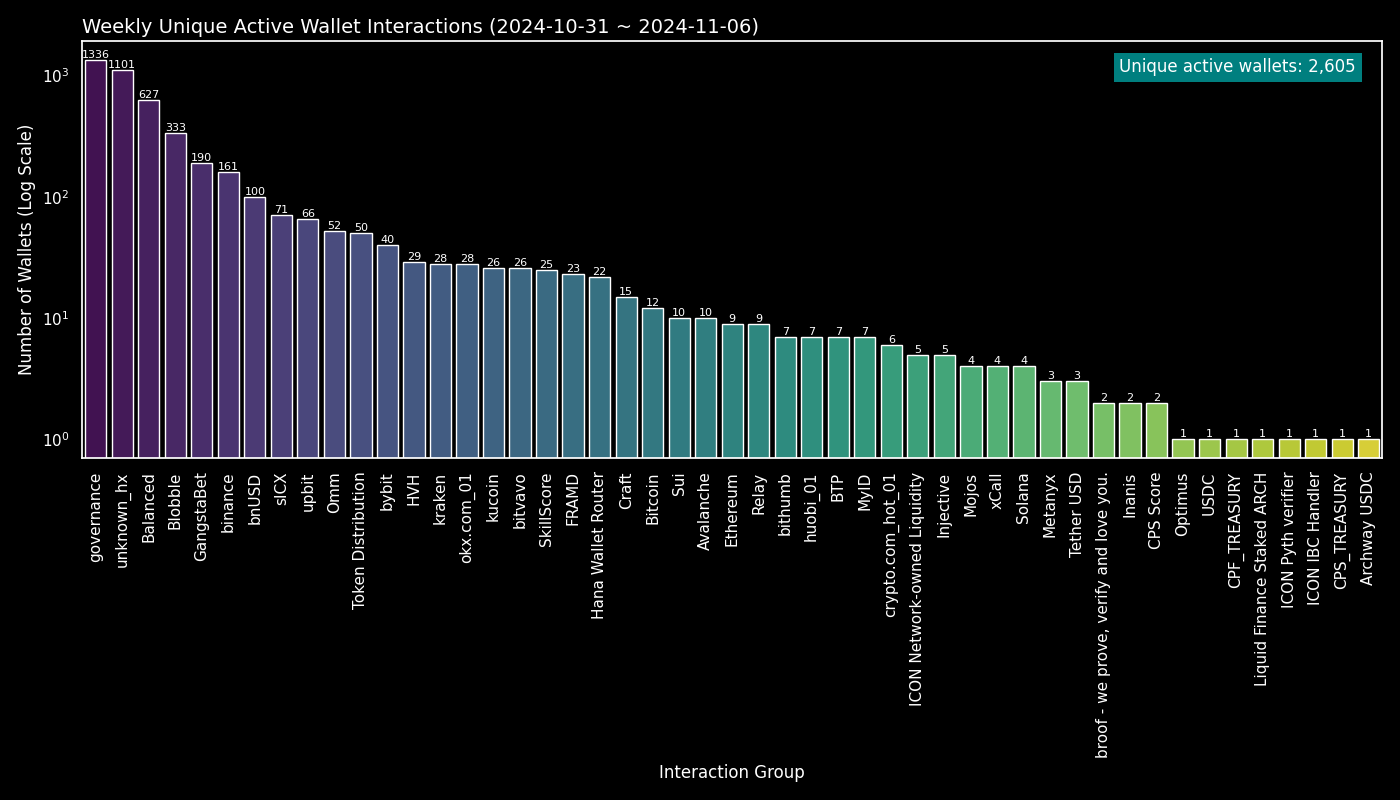 Weekly Unique Active Wallet Interactions (2024-10-31 ~ 2024-11-06)
Unique active wallets: 2,605
Number of Wallets (Log Scale)
10³
10²
10¹
10⁰
1336
1101
627
333
190
161
100
71
66
52
50
40
29
28
28
26
26
25
23
22
15
12
10
10
9
9
7
7
7
7
6
5
5
4
4
4
3
3
2
2
2
1
1
1
1
1
1
1
1
governance
unknown_hx
Balanced
Blobble
GangstaBet
binance
bnUSD
sICX
upbit
Omm
Token Distribution
bybit
HVH
kraken
okx.com_01
kucoin
bitvavo
SkillScore
FRAMD
Hana Wallet Router
Craft
Bitcoin
Sui
Avalanche
Ethereum
Relay
bithumb
huobi_01
BTP
MyID
crypto.com_hot_01
ICON Network-owned Liquidity
Injective
Mojos
xCall
Solana
Metanyx
Tether USD
broof - we prove, verify and love you.
Inanis
CPS Score
Optimus
USDC
CPF_TREASURY
Liquid Finance Staked ARCH
ICON Pyth verifier
ICON IBC Handler
CPS_TREASURY
Archway USDC
Interaction Group